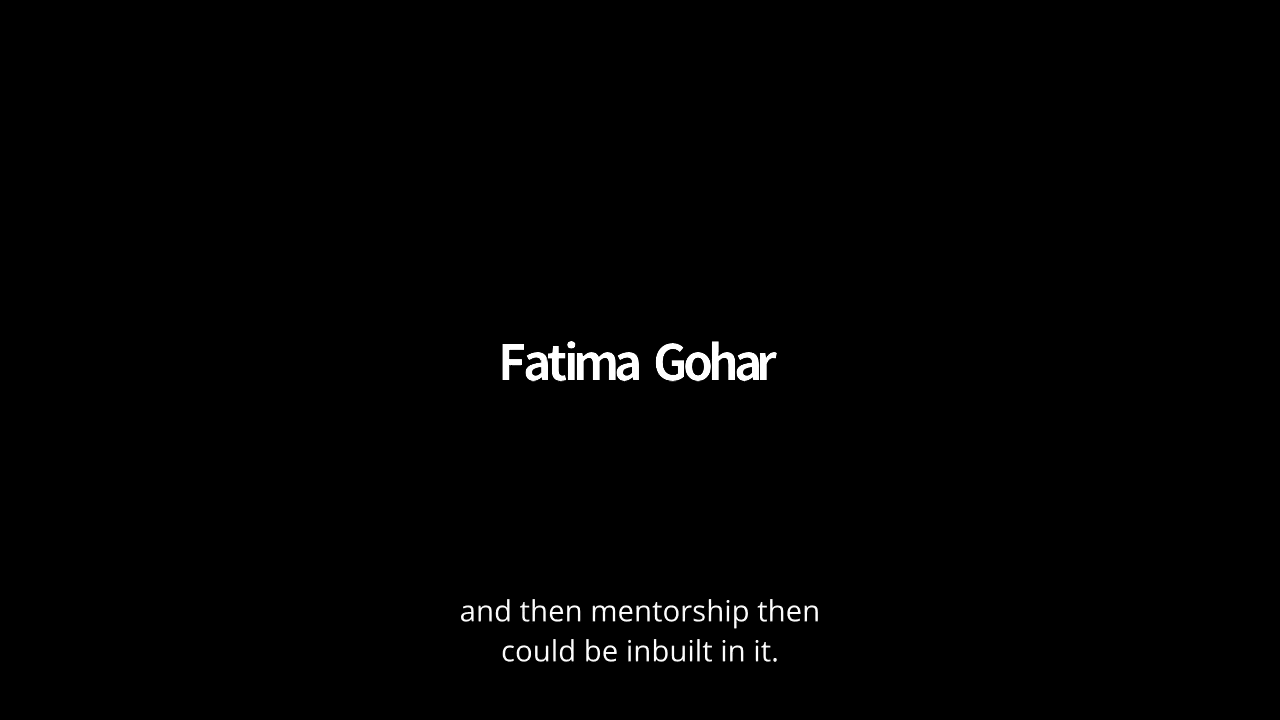 Fatima Gohar
and then mentorship then
could be inbuilt in it.